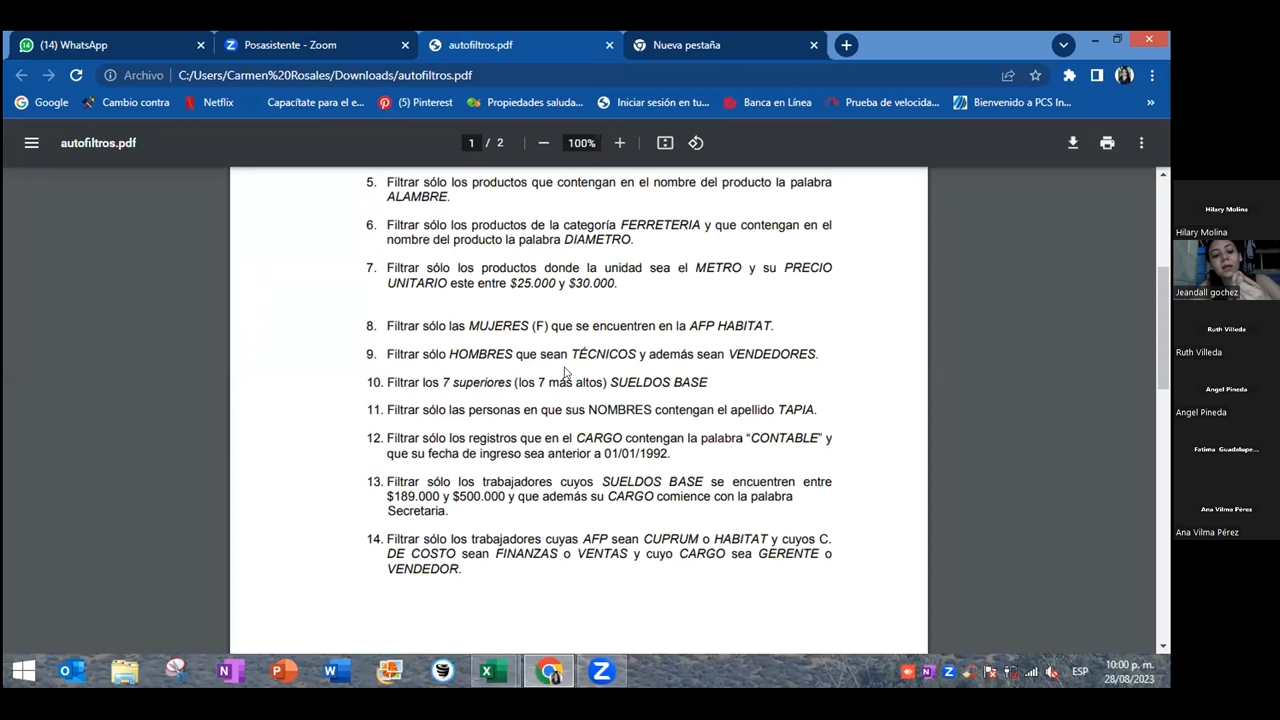 (14) WhatsApp
Posasistente - Zoom
autofiltros.pdf
Nueva pestaña
Archivo
C:/Users/Carmen%20Rosales/Downloads/autofiltros.pdf
Google
Cambio contra
Netflix
Capacítate para el e...
(5) Pinterest
Propiedades saluda...
Iniciar sesión en tu...
Banca en Línea
Prueba de velocida...
Bienvenido a PCS In...
»
autofiltros.pdf
1 / 2
100%
5. Filtrar sólo los productos que contengan en el nombre del producto la palabra
ALAMBRE.
6. Filtrar sólo los productos de la categoría FERRETERIA y que contengan en el
nombre del producto la palabra DIAMETRO.
7. Filtrar sólo los productos donde la unidad sea el METRO y su PRECIO
UNITARIO este entre $25.000 y $30.000.
8. Filtrar sólo las MUJERES (F) que se encuentren en la AFP HABITAT.
9. Filtrar sólo HOMBRES que sean TÉCNICOS y además sean VENDEDORES.
10. Filtrar los 7 superiores (los 7 más altos) SUELDOS BASE
11. Filtrar sólo las personas en que sus NOMBRES contengan el apellido TAPIA.
12. Filtrar sólo los registros que en el CARGO contengan la palabra “CONTABLE” y
que su fecha de ingreso sea anterior a 01/01/1992.
13. Filtrar sólo los trabajadores cuyos SUELDOS BASE se encuentren entre
$189.000 y $500.000 y que además su CARGO comience con la palabra
Secretaria.
14. Filtrar sólo los trabajadores cuyas AFP sean CUPRUM o HABITAT y cuyos C.
DE COSTO sean FINANZAS o VENTAS y cuyo CARGO sea GERENTE o
VENDEDOR.
Hilary Molina
Hilary Molina
Jeandall gochez
Ruth Villeda
Ruth Villeda
Angel Pineda
Angel Pineda
Fatima Guadalupe...
Ana Vilma Pérez
Ana Vilma Pérez
ESP
10:00 p. m.
28/08/2023